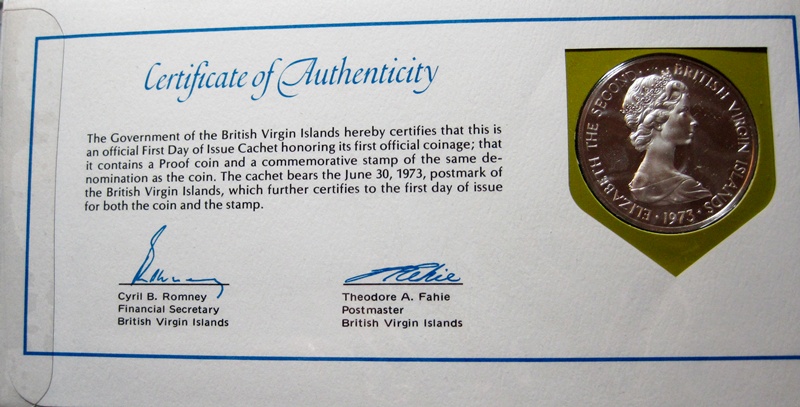 Certificate of Authenticity
The Government of the British Virgin Islands hereby certifies that this is
an official First Day of Issue Cachet honoring its first official coinage; that
it contains a Proof coin and a commemorative stamp of the same de-
nomination as the coin. The cachet bears the June 30, 1973, postmark of
the British Virgin Islands, which further certifies to the first day of issue
for both the coin and the stamp.
Romney
Cyril B. Romney
Financial Secretary
British Virgin Islands
Fahie
Theodore A. Fahie
Postmaster
British Virgin Islands
ELIZABETH THE SECOND BRITISH VIRGIN ISLANDS
• 1973 •